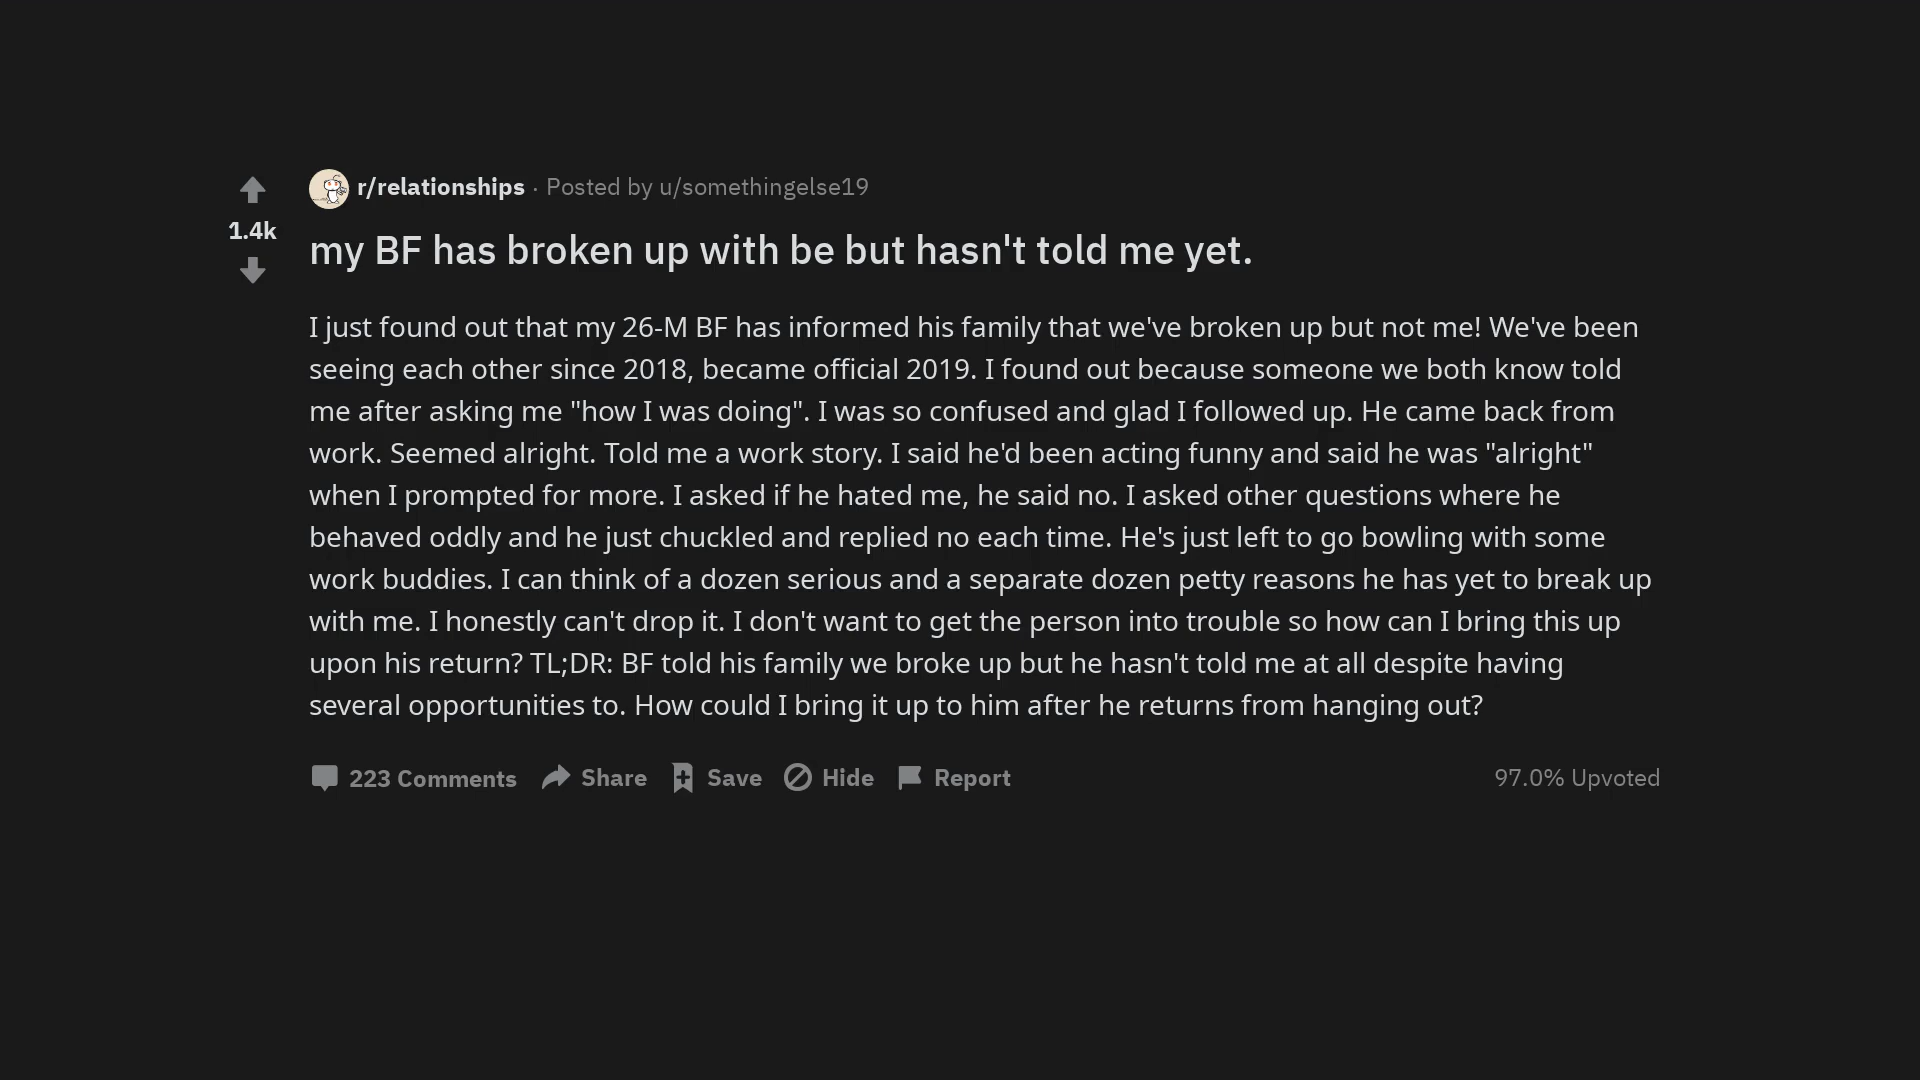 r/relationships · Posted by u/somethingelse19
1.4k
my BF has broken up with be but hasn't told me yet.
I just found out that my 26-M BF has informed his family that we've broken up but not me! We've been
seeing each other since 2018, became official 2019. I found out because someone we both know told
me after asking me "how I was doing". I was so confused and glad I followed up. He came back from
work. Seemed alright. Told me a work story. I said he'd been acting funny and said he was "alright"
when I prompted for more. I asked if he hated me, he said no. I asked other questions where he
behaved oddly and he just chuckled and replied no each time. He's just left to go bowling with some
work buddies. I can think of a dozen serious and a separate dozen petty reasons he has yet to break up
with me. I honestly can't drop it. I don't want to get the person into trouble so how can I bring this up
upon his return? TL;DR: BF told his family we broke up but he hasn't told me at all despite having
several opportunities to. How could I bring it up to him after he returns from hanging out?
223 Comments Share Save Hide Report 97.0% Upvoted